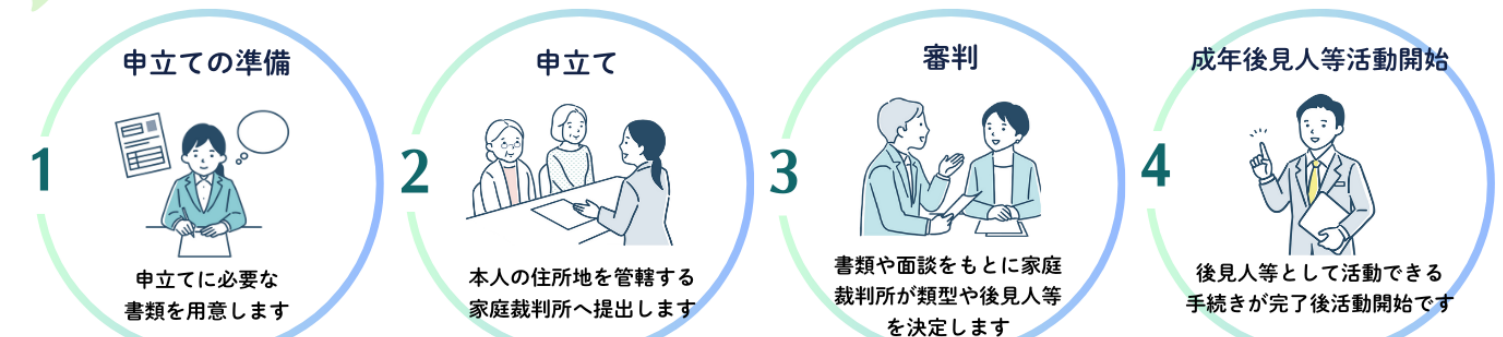 1
申立ての準備
申立てに必要な
書類を用意します
2
申立て
本人の住所地を管轄する
家庭裁判所へ提出します
3
審判
書類や面談をもとに家庭
裁判所が類型や後見人等
を決定します
4
成年後見人等活動開始
後見人等として活動できる
手続きが完了後活動開始です